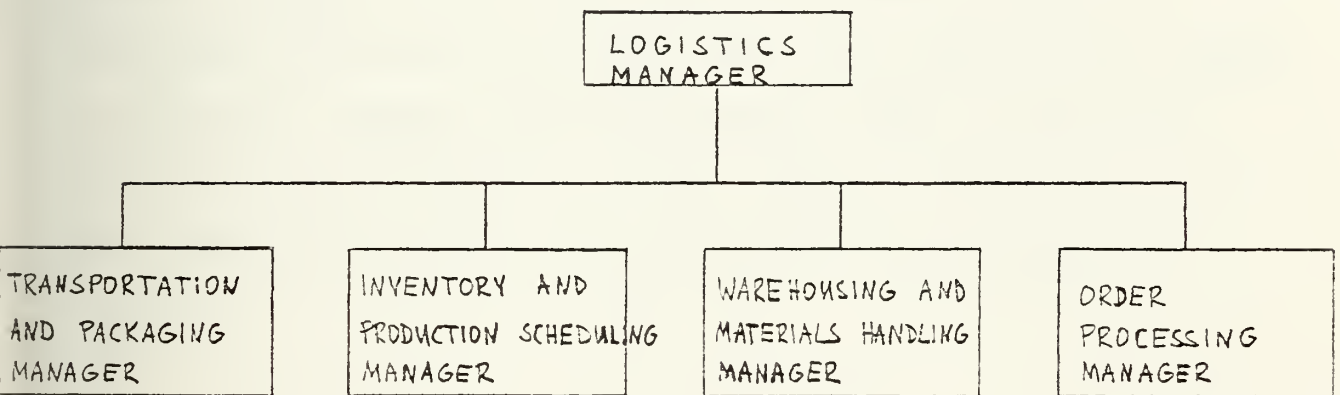 LOGISTICS
MANAGER
TRANSPORTATION
AND PACKAGING
MANAGER
INVENTORY AND
PRODUCTION SCHEDULING
MANAGER
WAREHOUSING AND
MATERIALS HANDLING
MANAGER
ORDER
PROCESSING
MANAGER